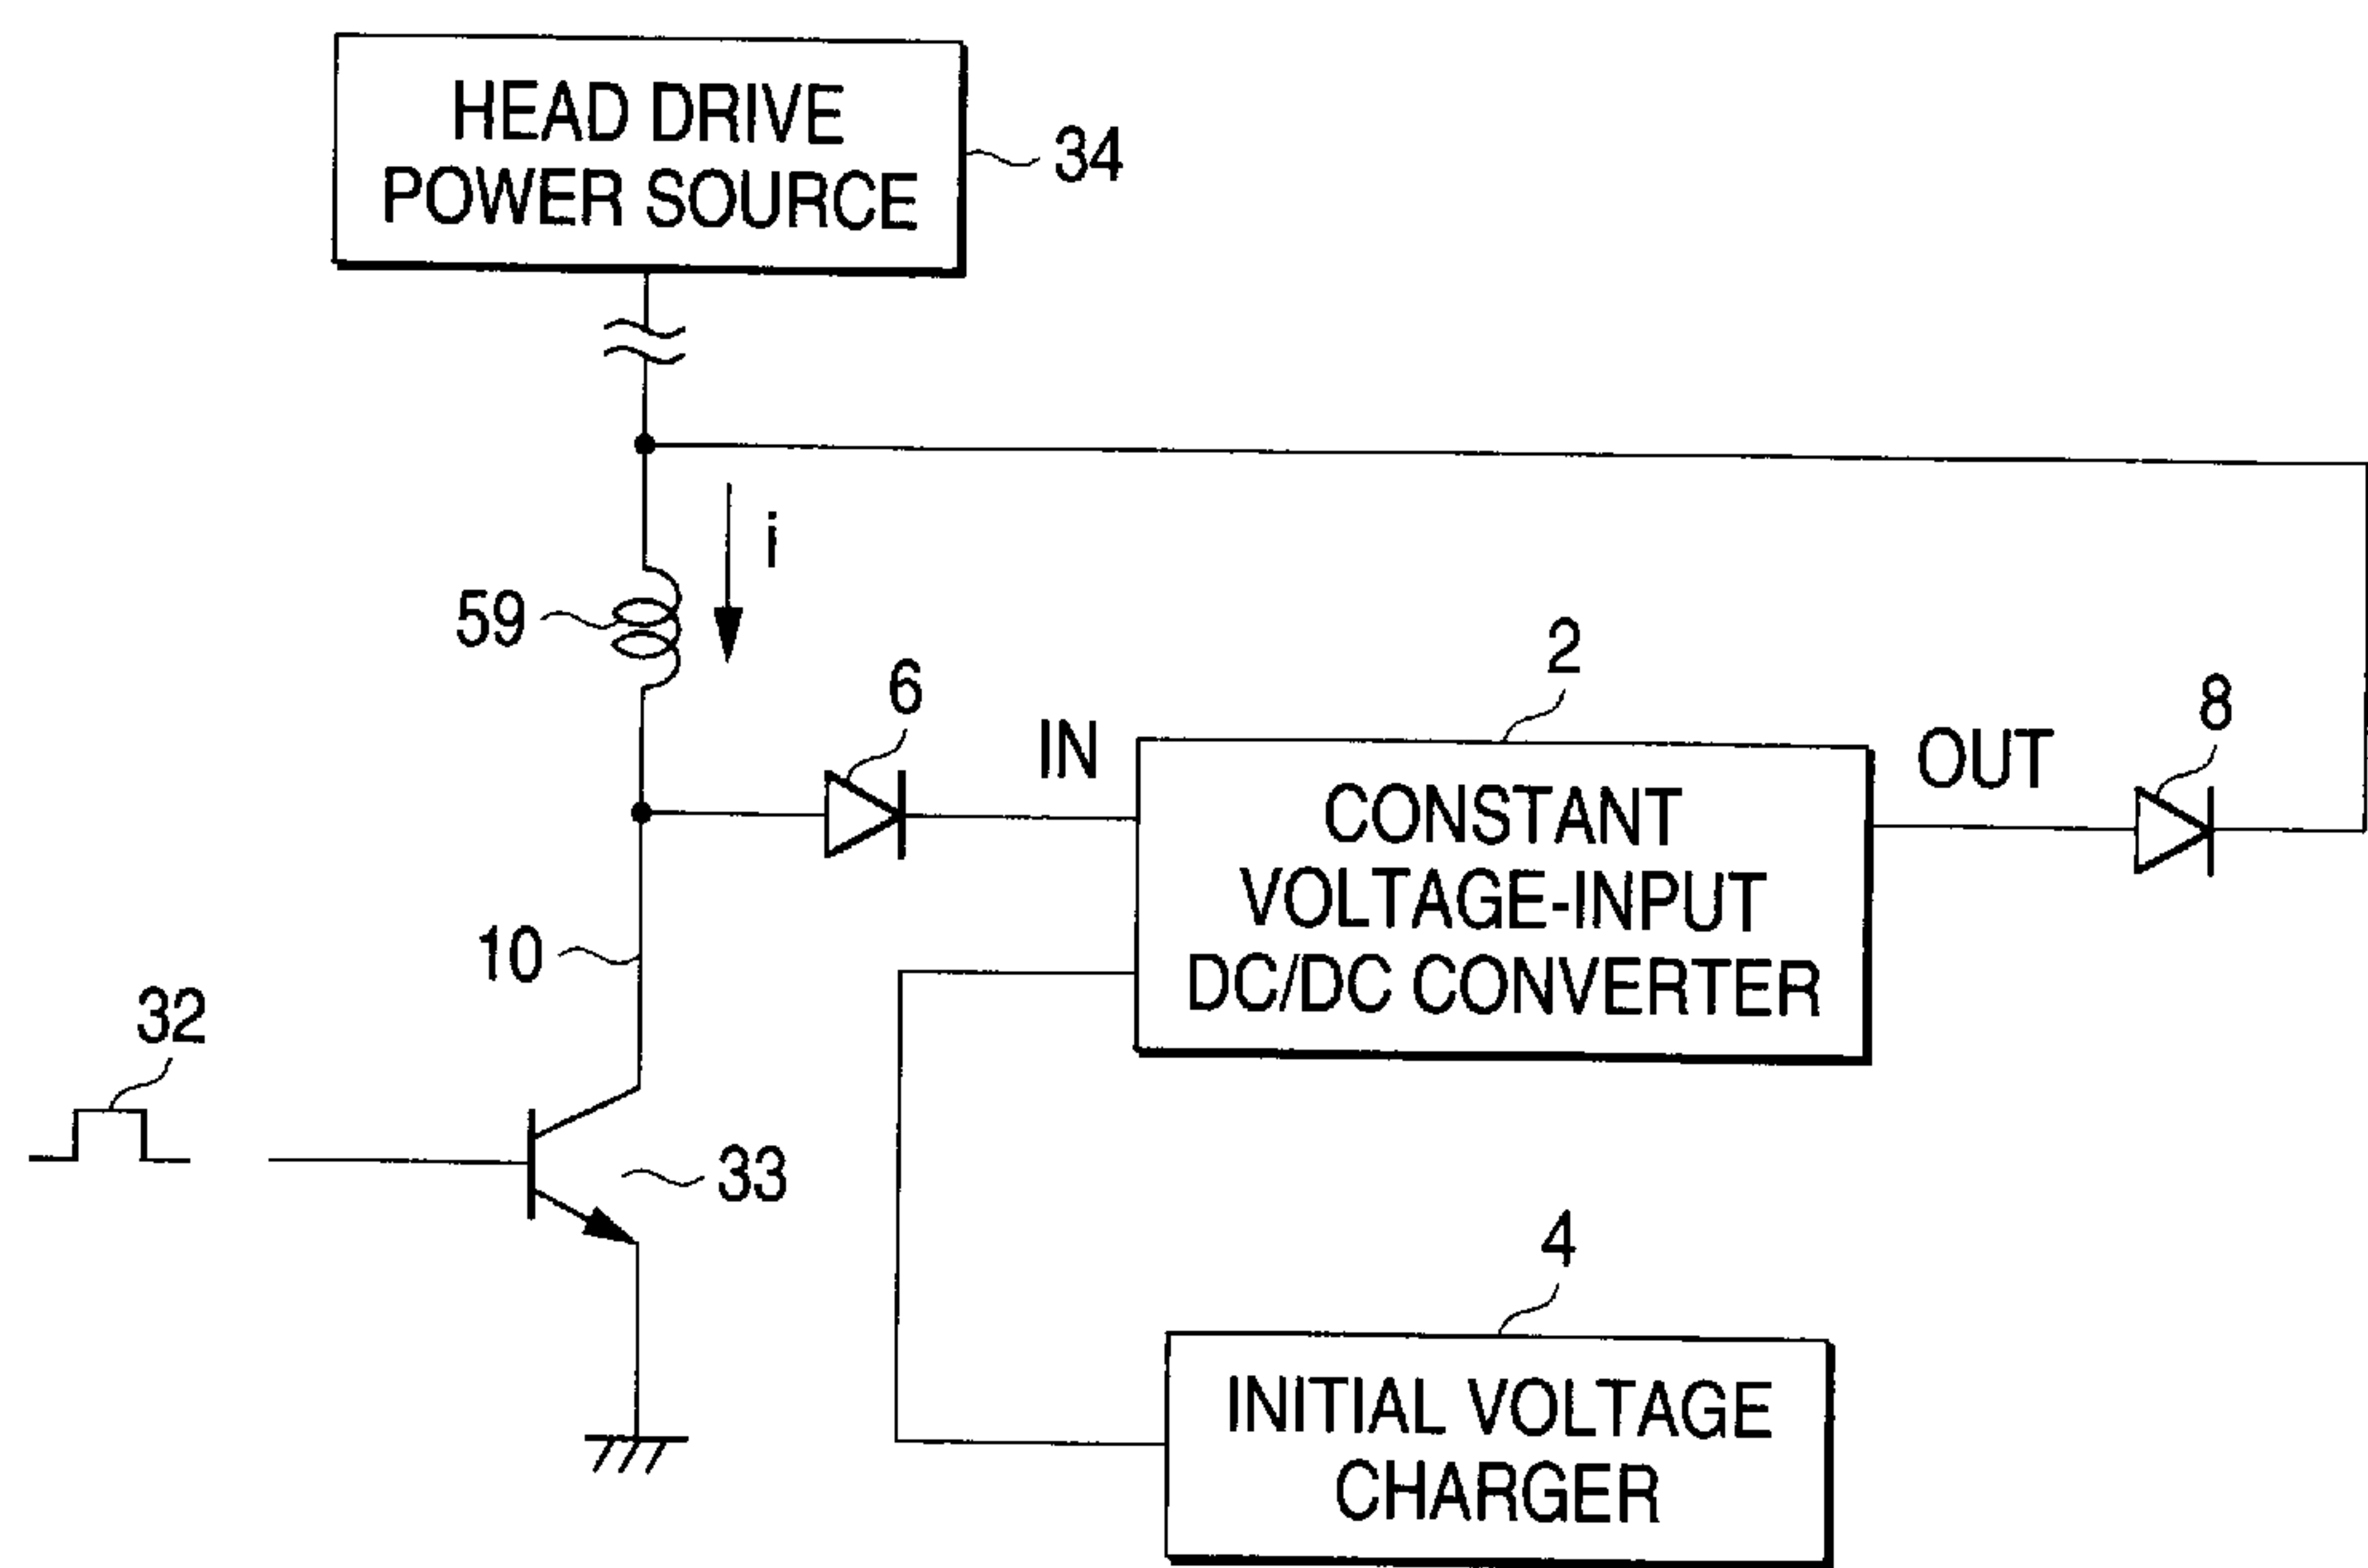 HEAD DRIVE
POWER SOURCE
34
i
59
2
6
8
IN
OUT
CONSTANT
VOLTAGE-INPUT
DC/DC CONVERTER
10
32
33
4
INITIAL VOLTAGE
CHARGER